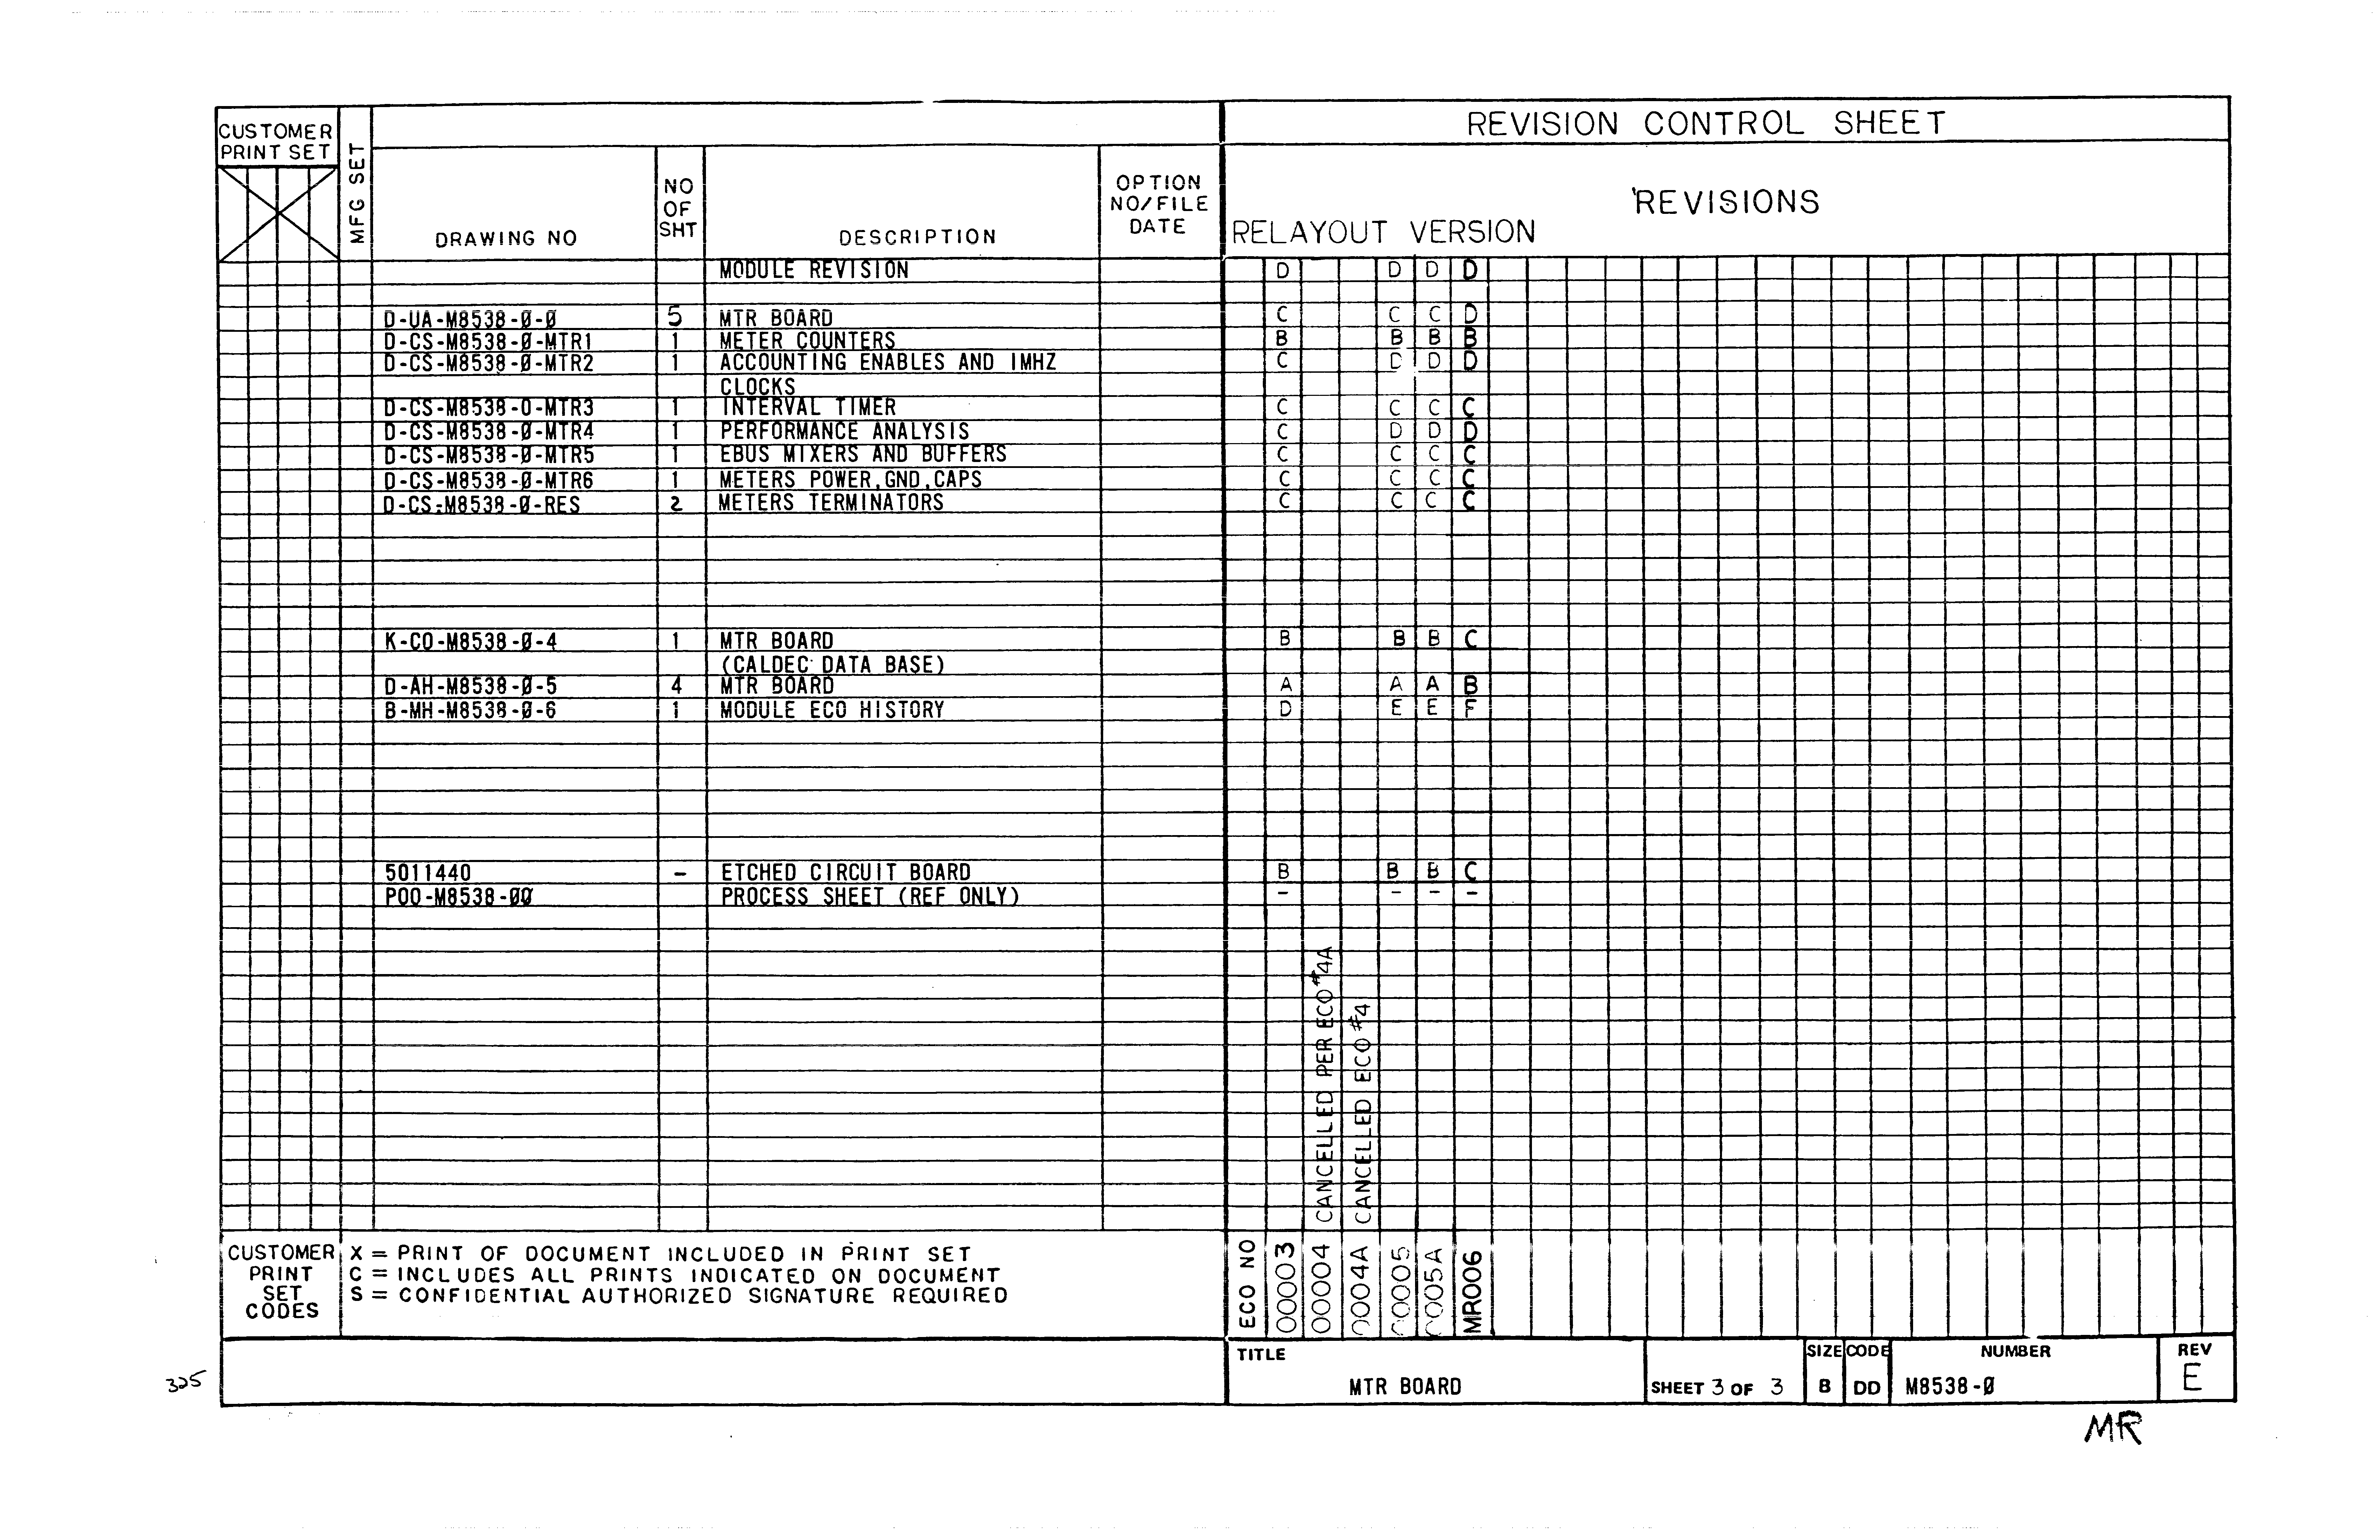 REVISION CONTROL SHEET
CUSTOMER
PRINT SET
MFG SET
DRAWING NO
NO
OF
SHT
DESCRIPTION
OPTION
NO/FILE
DATE
REVISIONS
RELAYOUT VERSION
MODULE REVISION D D D D
D-UA-M8538-Ø-Ø 5 MTR BOARD C C C D
D-CS-M8538-Ø-MTR1 1 METER COUNTERS B B B B
D-CS-M8538-Ø-MTR2 1 ACCOUNTING ENABLES AND 1MHZ C D D D
CLOCKS
D-CS-M8538-0-MTR3 1 INTERVAL TIMER C C C C
D-CS-M8538-Ø-MTR4 1 PERFORMANCE ANALYSIS C D D D
D-CS-M8538-Ø-MTR5 1 EBUS MIXERS AND BUFFERS C C C C
D-CS-M8538-Ø-MTR6 1 METERS POWER,GND,CAPS C C C C
D-CS-M8538-Ø-RES 2 METERS TERMINATORS C C C C
K-CO-M8538-Ø-4 1 MTR BOARD B B B C
(CALDEC DATA BASE)
D-AH-M8538-Ø-5 4 MTR BOARD A A A B
B-MH-M8538-Ø-6 1 MODULE ECO HISTORY D E E F
5011440 - ETCHED CIRCUIT BOARD B B B C
P00-M8538-ØØ PROCESS SHEET (REF ONLY) - - - -
CANCELLED PER ECO #4A
CANCELLED ECO #4
CUSTOMER
PRINT
SET
CODES
X = PRINT OF DOCUMENT INCLUDED IN PRINT SET
C = INCLUDES ALL PRINTS INDICATED ON DOCUMENT
S = CONFIDENTIAL AUTHORIZED SIGNATURE REQUIRED
ECO NO
00003
00004
0004A
00005
0005A
MR006
TITLE
MTR BOARD
SHEET 3 OF 3
SIZE
B
CODE
DD
NUMBER
M8538-Ø
REV
E
325
MR